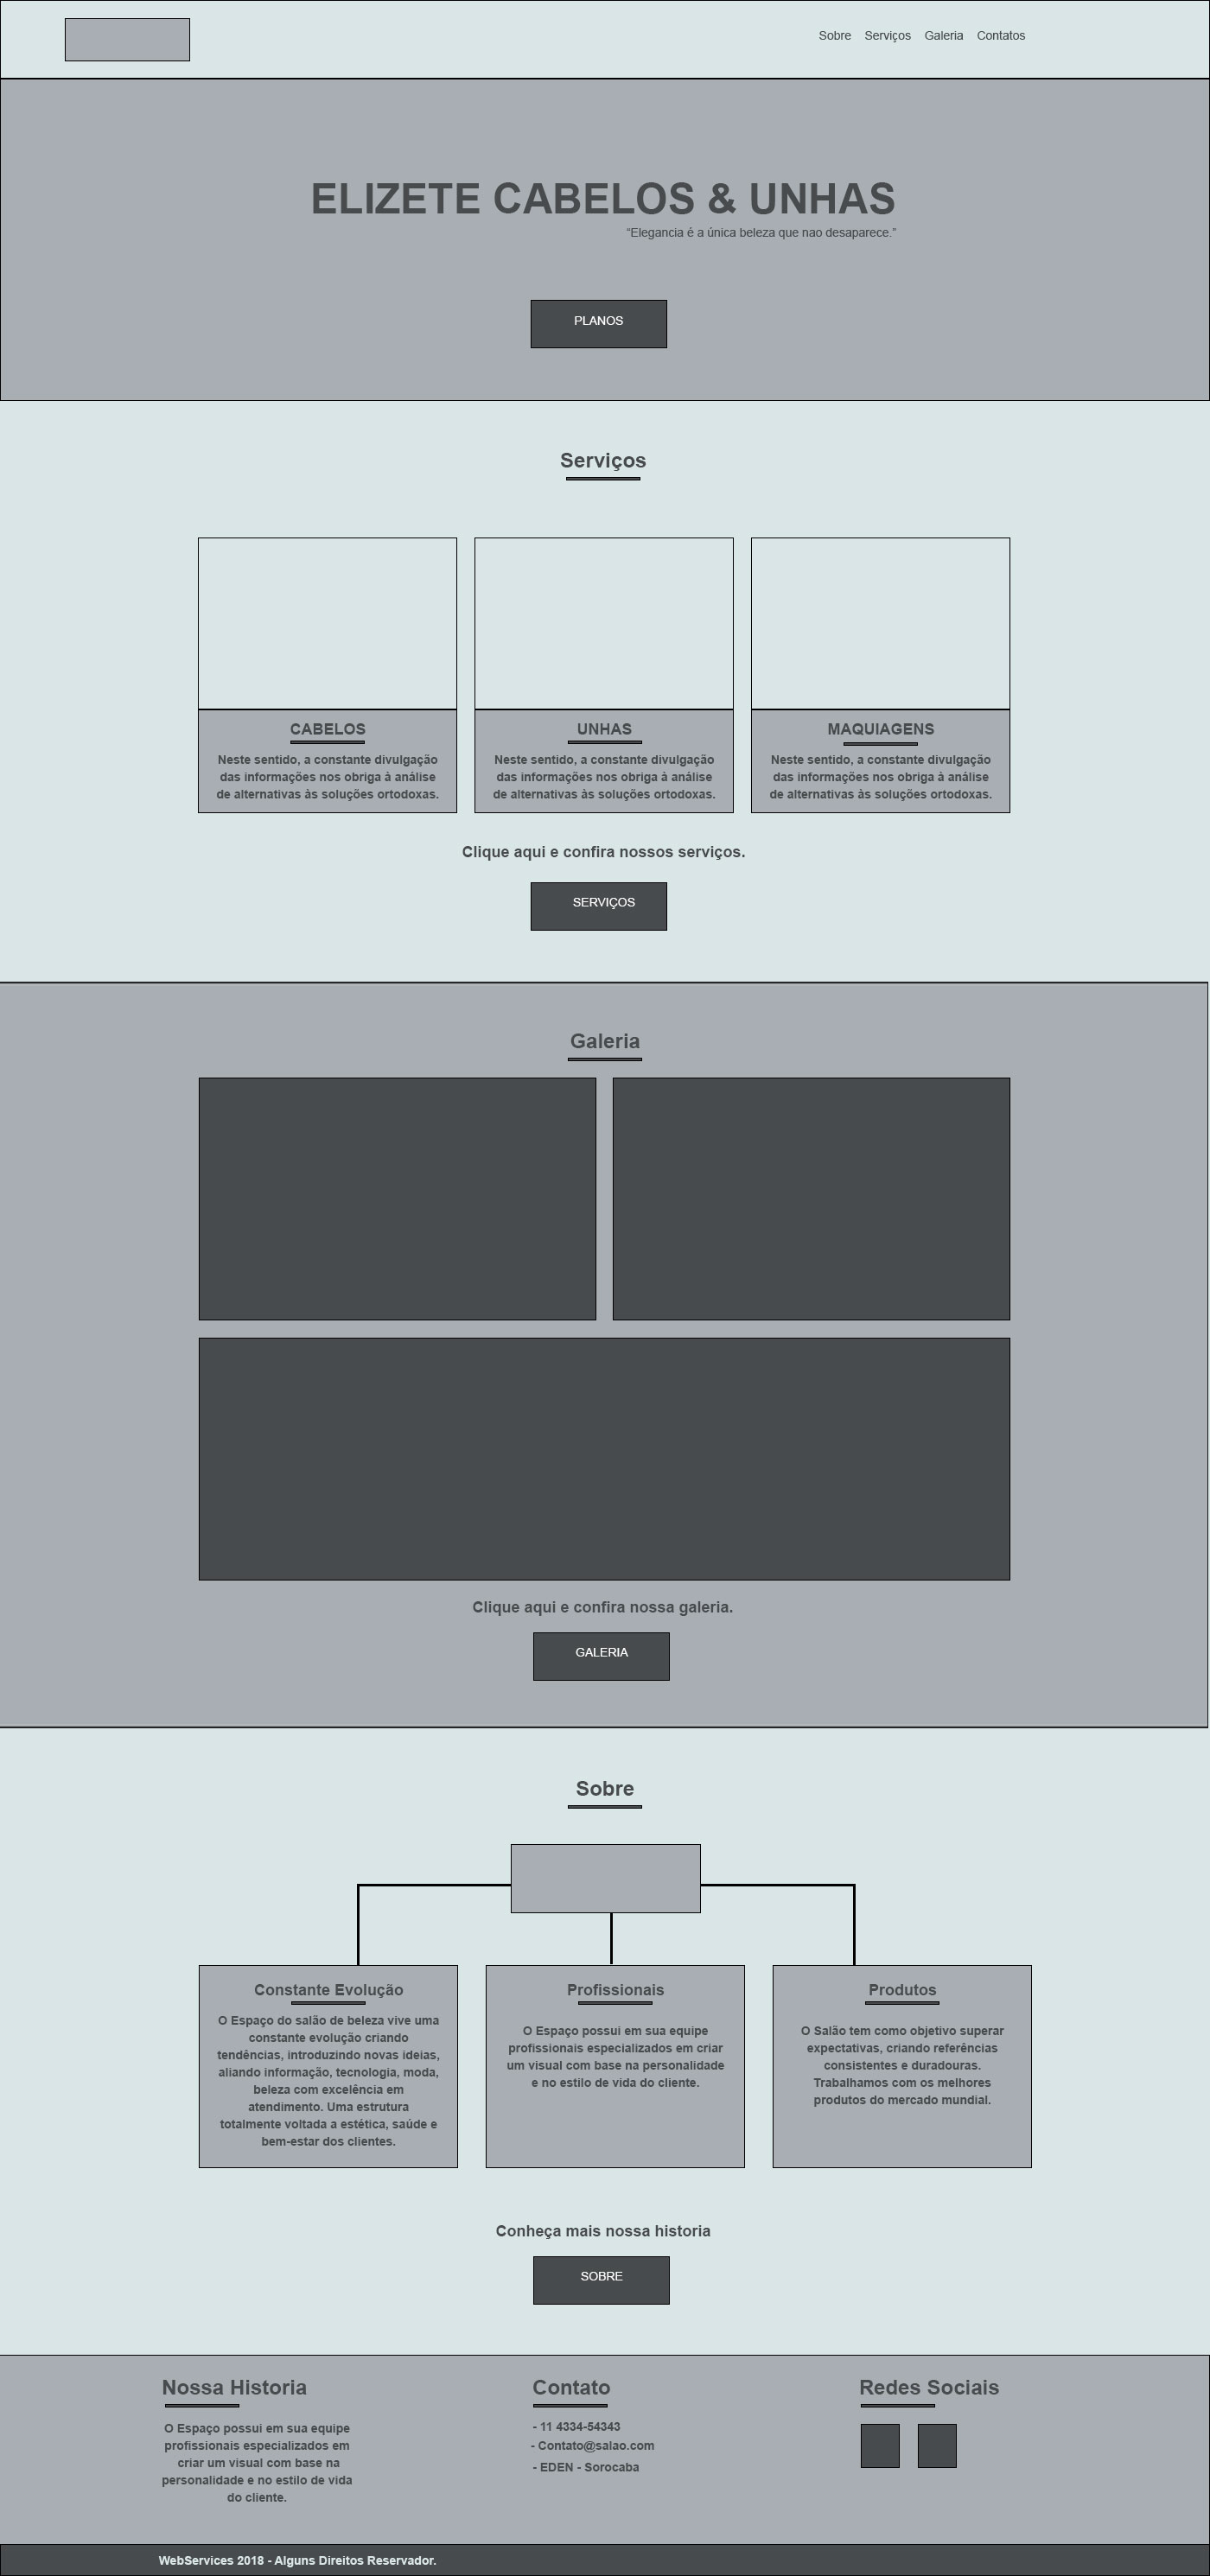 Sobre Serviços Galeria Contatos
ELIZETE CABELOS & UNHAS
“Elegancia é a única beleza que nao desaparece.”
PLANOS
Serviços
CABELOS
Neste sentido, a constante divulgação
das informações nos obriga à análise
de alternativas às soluções ortodoxas.
UNHAS
Neste sentido, a constante divulgação
das informações nos obriga à análise
de alternativas às soluções ortodoxas.
MAQUIAGENS
Neste sentido, a constante divulgação
das informações nos obriga à análise
de alternativas às soluções ortodoxas.
Clique aqui e confira nossos serviços.
SERVIÇOS
Galeria
Clique aqui e confira nossa galeria.
GALERIA
Sobre
Constante Evolução
O Espaço do salão de beleza vive uma
constante evolução criando
tendências, introduzindo novas ideias,
aliando informação, tecnologia, moda,
beleza com excelência em
atendimento. Uma estrutura
totalmente voltada a estética, saúde e
bem-estar dos clientes.
Profissionais
O Espaço possui em sua equipe
profissionais especializados em criar
um visual com base na personalidade
e no estilo de vida do cliente.
Produtos
O Salão tem como objetivo superar
expectativas, criando referências
consistentes e duradouras.
Trabalhamos com os melhores
produtos do mercado mundial.
Conheça mais nossa historia
SOBRE
Nossa Historia
O Espaço possui em sua equipe
profissionais especializados em
criar um visual com base na
personalidade e no estilo de vida
do cliente.
Contato
- 11 4334-54343
- Contato@salao.com
- EDEN - Sorocaba
Redes Sociais
WebServices 2018 - Alguns Direitos Reservador.